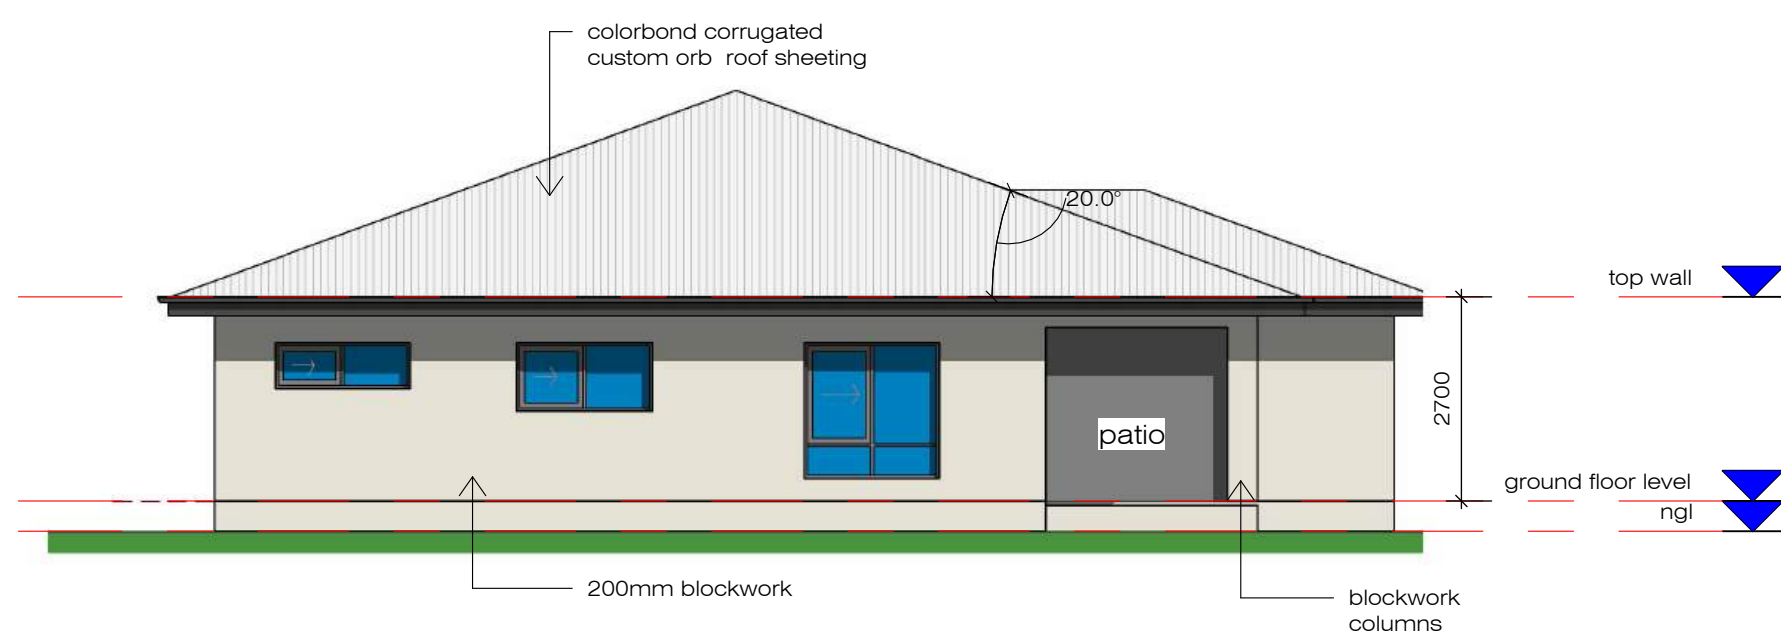 colorbond corrugated
custom orb roof sheeting
20.0°
top wall
2700
patio
ground floor level
ngl
200mm blockwork
blockwork
columns